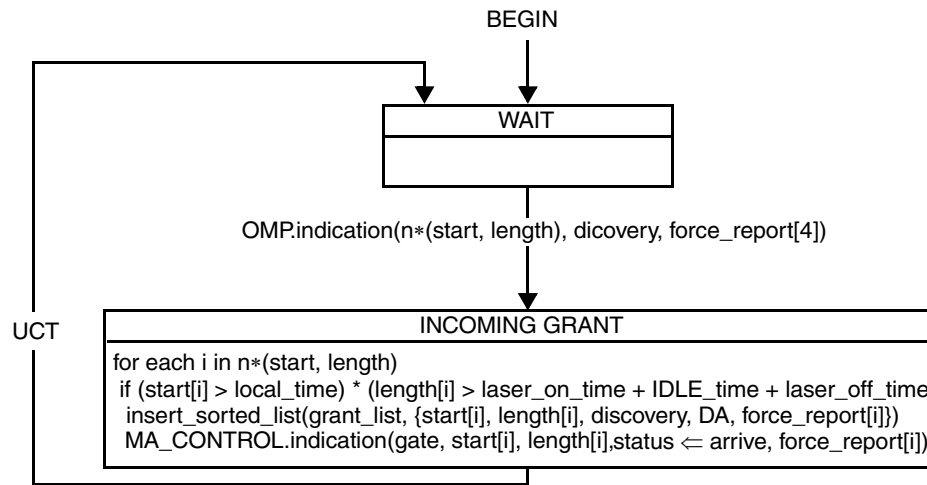 BEGIN
WAIT
OMP.indication(n*(start, length), dicovery, force_report[4])
UCT
INCOMING GRANT
for each i in n*(start, length)
if (start[i] > local_time) * (length[i] > laser_on_time + IDLE_time + laser_off_time
insert_sorted_list(grant_list, {start[i], length[i], discovery, DA, force_report[i]})
MA_CONTROL.indication(gate, start[i], length[i],status ⇐ arrive, force_report[i])